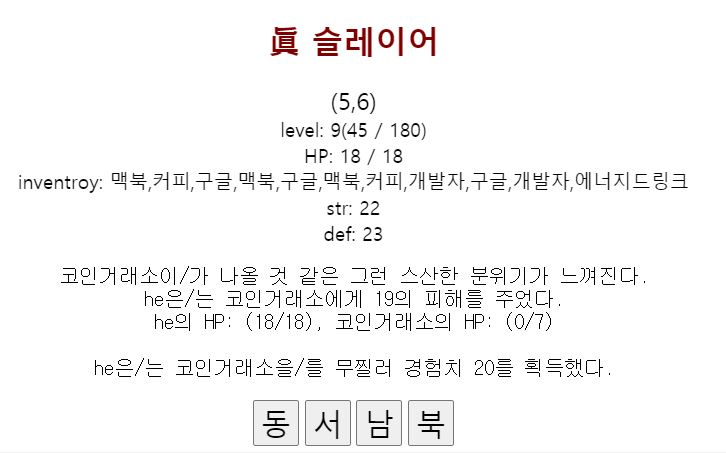 眞 슬레이어
(5,6)
level: 9(45 / 180)
HP: 18 / 18
inventroy: 맥북,커피,구글,맥북,구글,맥북,커피,개발자,구글,개발자,에너지드링크
str: 22
def: 23
코인거래소이/가 나올 것 같은 그런 스산한 분위기가 느껴진다.
he은/는 코인거래소에게 19의 피해를 주었다.
he의 HP: (18/18), 코인거래소의 HP: (0/7)
he은/는 코인거래소을/를 무찔러 경험치 20를 획득했다.
동 서 남 북